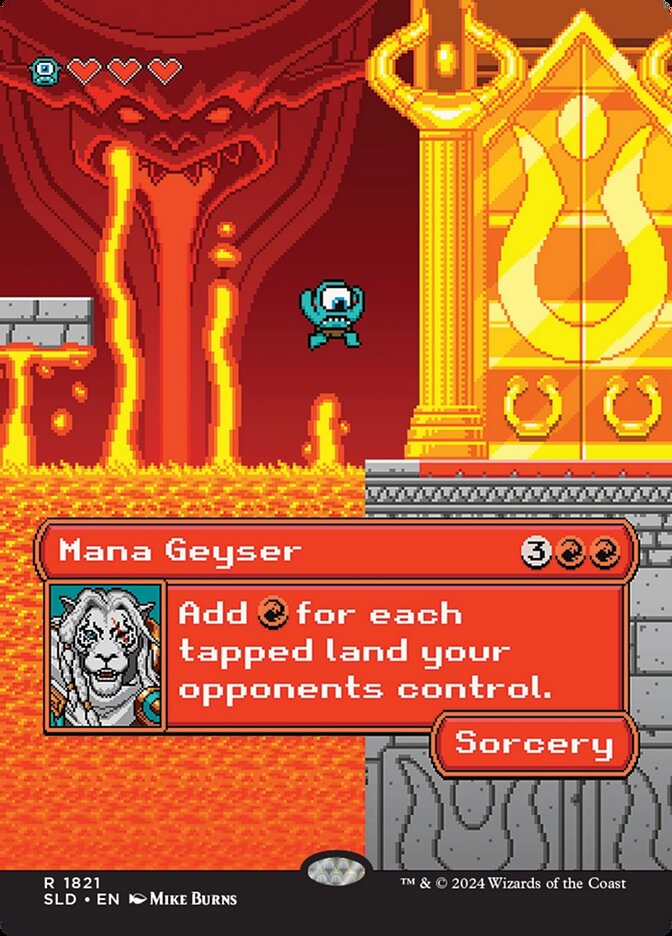 Mana Geyser 3
Add for each
tapped land your
opponents control.
Sorcery
R 1821
SLD • EN Mike Burns
™ & © 2024 Wizards of the Coast